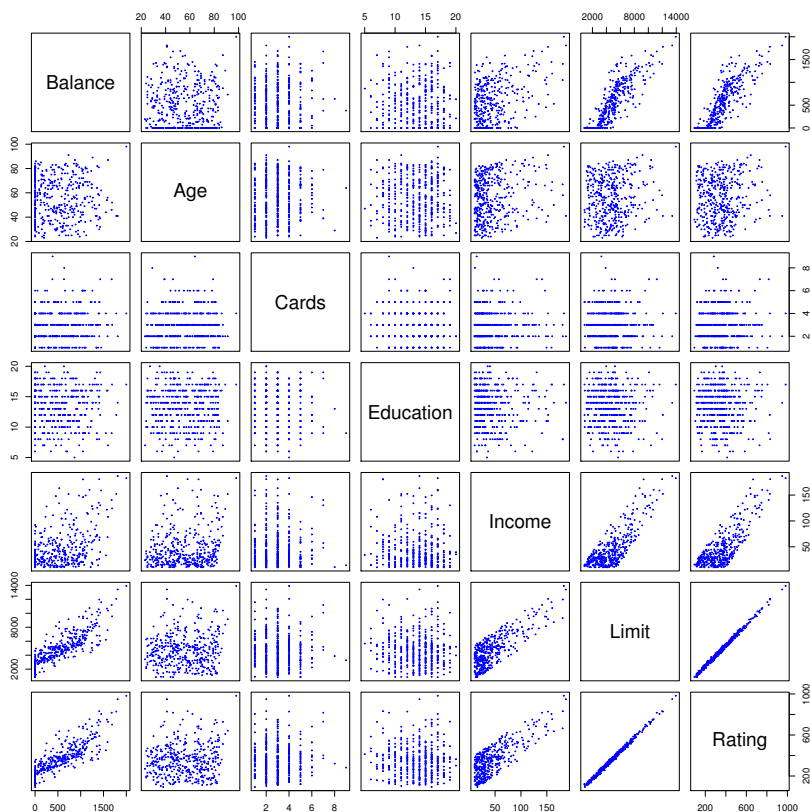 20 40 60 80 100 5 10 15 20 2000 8000 14000
Balance
0 500 1500
Age
20 40 60 80 100
Cards
2 4 6 8
Education
5 10 15 20
Income
50 100 150
Limit
2000 8000 14000
Rating
200 600 1000
0 500 1500 2 4 6 8 50 100 150 200 600 1000